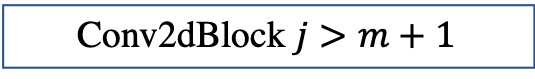 Conv2dBlock j > m + 1